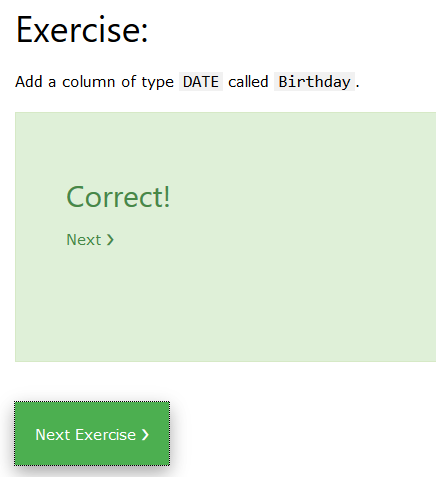 Exercise:
Add a column of type DATE called Birthday.
Correct!
Next ❯
Next Exercise ❯